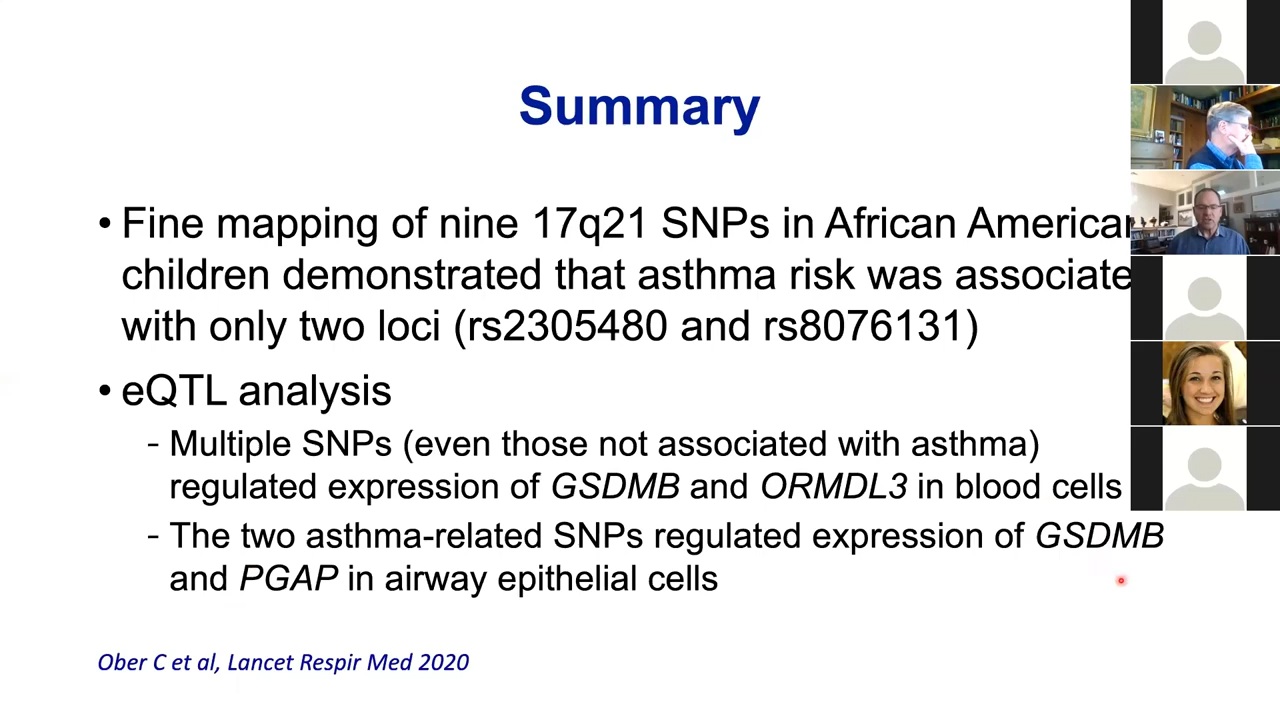 Summary
• Fine mapping of nine 17q21 SNPs in African American
children demonstrated that asthma risk was associate
with only two loci (rs2305480 and rs8076131)
• eQTL analysis
- Multiple SNPs (even those not associated with asthma)
regulated expression of GSDMB and ORMDL3 in blood cells
- The two asthma-related SNPs regulated expression of GSDMB
and PGAP in airway epithelial cells
Ober C et al, Lancet Respir Med 2020